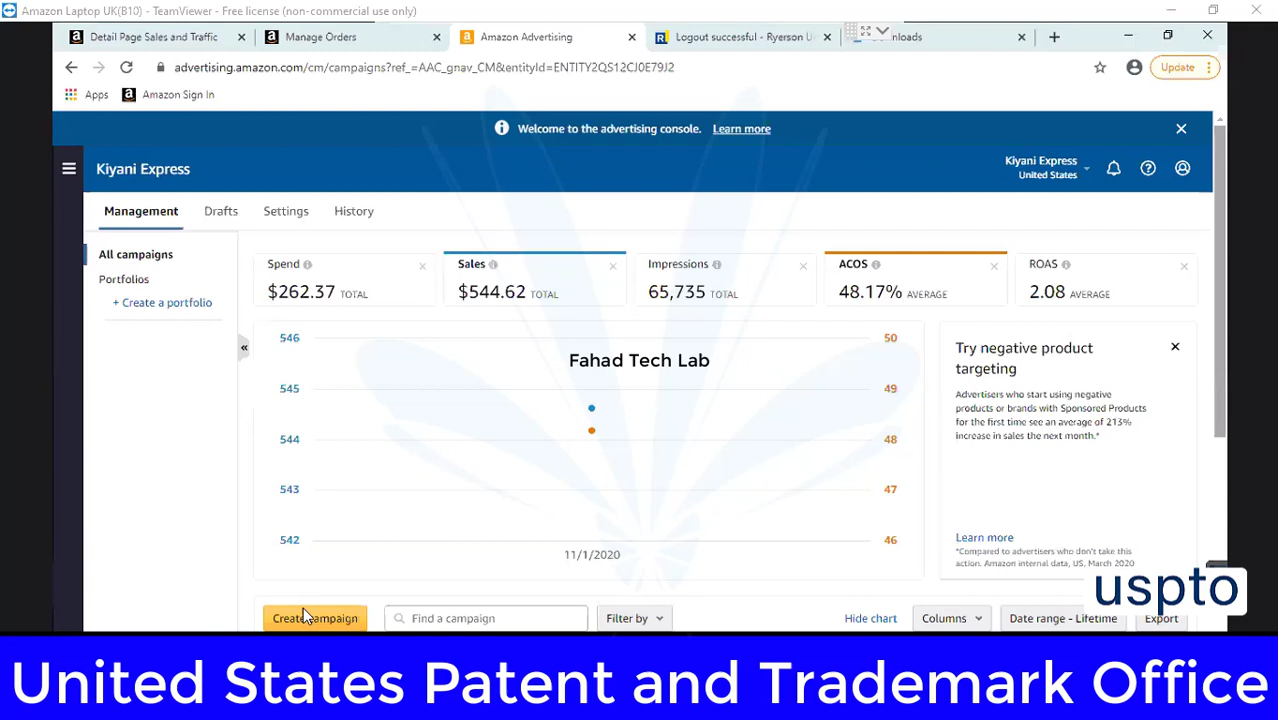 Amazon Laptop UK(B10) - TeamViewer - Free license (non-commercial use only)
Detail Page Sales and Traffic
Manage Orders
Amazon Advertising
Logout successful - Ryerson Un
advertising.amazon.com/cm/campaigns?ref_=AAC_gnav_CM&entityId=ENTITY2QS12CJ0E79J2
Update
Apps
Amazon Sign In
Welcome to the advertising console. Learn more
Kiyani Express
Kiyani Express
United States
Management Drafts Settings History
All campaigns
Portfolios
+ Create a portfolio
Spend
$262.37 TOTAL
Sales
$544.62 TOTAL
Impressions
65,735 TOTAL
ACOS
48.17% AVERAGE
ROAS
2.08 AVERAGE
546
545
544
543
542
50
49
48
47
46
Fahad Tech Lab
11/1/2020
Try negative product
targeting
Advertisers who start using negative
products or brands with Sponsored Products
for the first time see an average of 213%
increase in sales the next month.*
Learn more
*Compared to advertisers who don't take this
action. Amazon internal data, US, March 2020
uspto
Create campaign
Find a campaign
Filter by
Hide chart
Columns
Date range - Lifetime
Export
United States Patent and Trademark Office